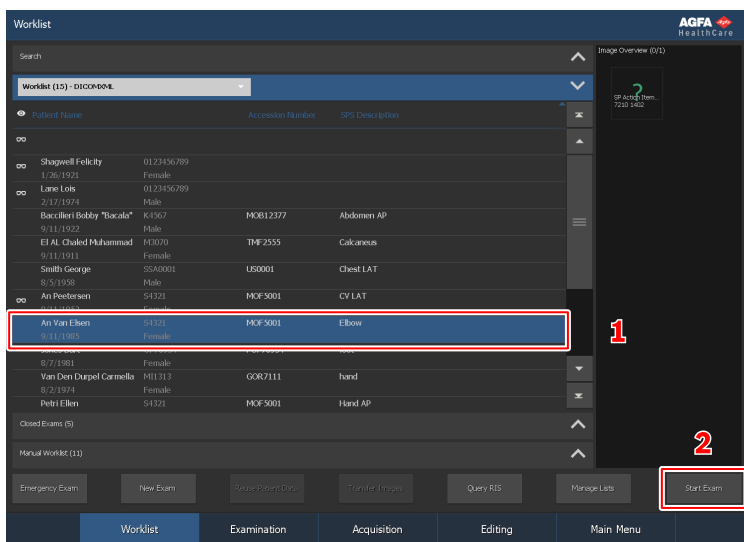 Worklist
AGFA
HealthCare
Search
Image Overview (0/1)
Worklist (15) - DICOMXML
SP Action Item...
7210 1402
Patient Name Accession Number SPS Description
Shagwell Felicity 0123456789
1/26/1921 Female
Lane Lois 0123456789
2/17/1974 Male
Baccilieri Bobby "Bacala" K4567 MOB12377 Abdomen AP
9/11/1922 Male
El AL Chaled Muhammad M3070 TMF2555 Calcaneus
9/11/1911 Female
Smith George SSA0001 US0001 Chest LAT
8/5/1958 Male
An Peetersen S4321 MOF5001 CV LAT
An Van Elsen S4321 MOF5001 Elbow
9/11/1985 Female
1
8/7/1981 Female
Van Den Durpel Carmella MI1313 GOR7111 hand
8/2/1974 Female
Petri Ellen S4321 MOF5001 Hand AP
Closed Exams (5)
Manual Worklist (11)
2
Emergency Exam New Exam Reuse Patient Data Transfer Images Query RIS Manage Lists Start Exam
Worklist Examination Acquisition Editing Main Menu